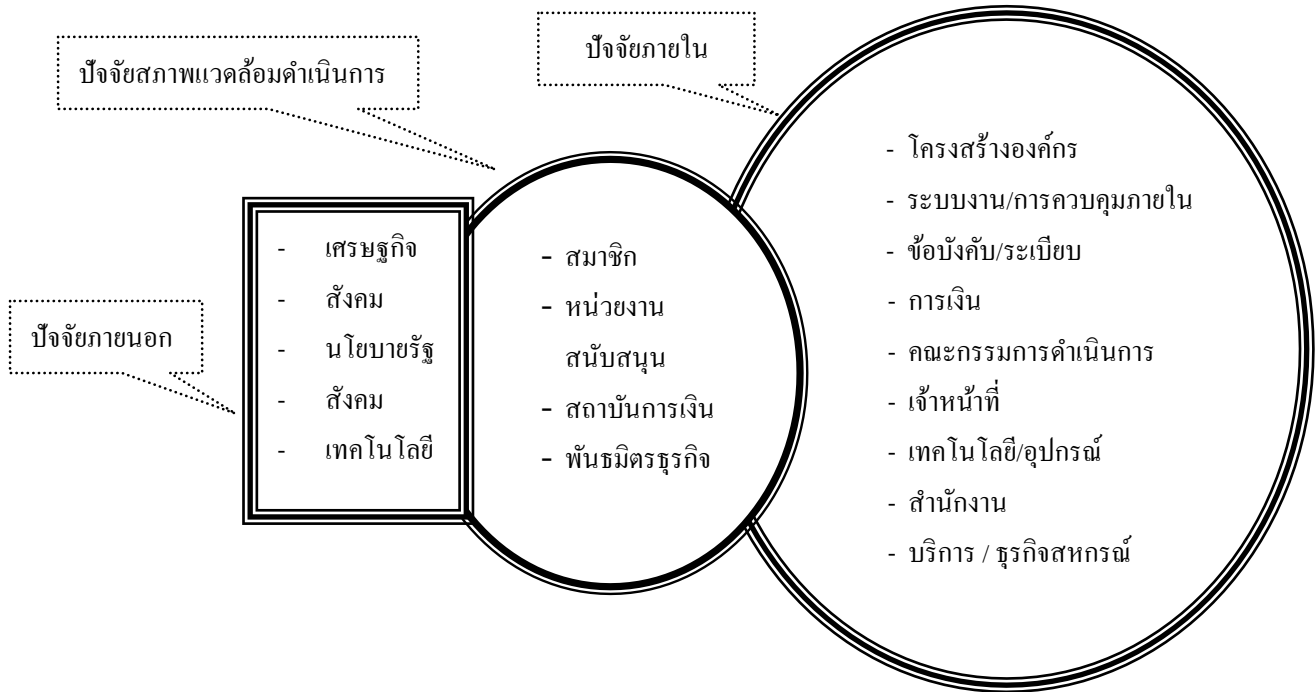 ปัจจัยภายใน
ปัจจัยสภาพแวดล้อมดำเนินการ
ปัจจัยภายนอก
- เศรษฐกิจ
- สังคม
- นโยบายรัฐ
- สังคม
- เทคโนโลยี
- สมาชิก
- หน่วยงาน
สนับสนุน
- สถาบันการเงิน
- พันธมิตรธุรกิจ
- โครงสร้างองค์กร
- ระบบงาน/การควบคุมภายใน
- ข้อบังคับ/ระเบียบ
- การเงิน
- คณะกรรมการดำเนินการ
- เจ้าหน้าที่
- เทคโนโลยี/อุปกรณ์
- สำนักงาน
- บริการ / ธุรกิจสหกรณ์